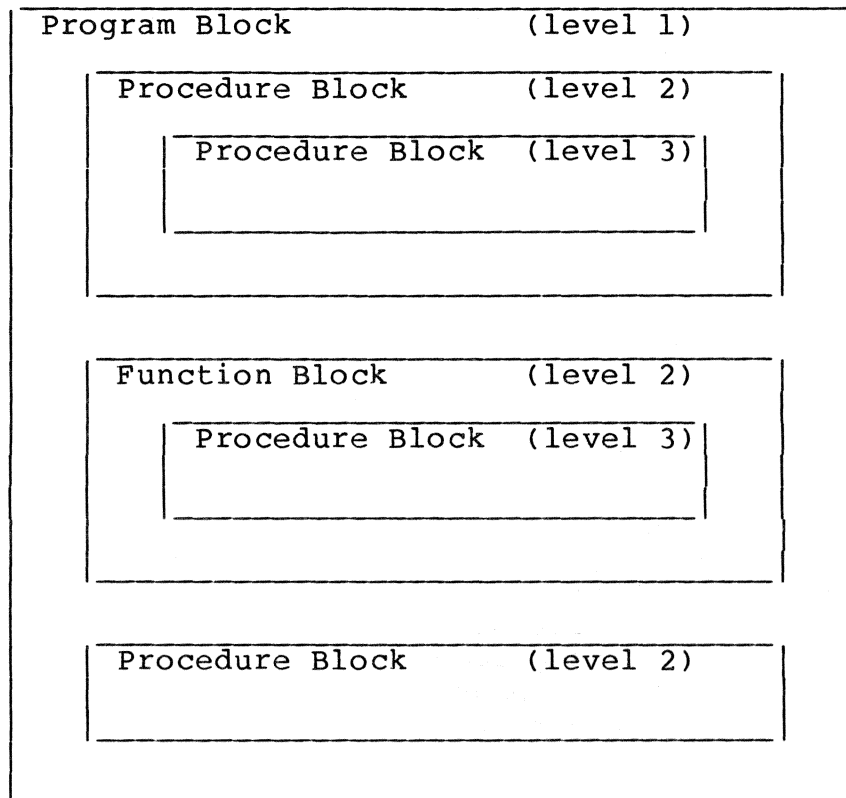 Program Block (level 1)
Procedure Block (level 2)
Procedure Block (level 3)
Function Block (level 2)
Procedure Block (level 3)
Procedure Block (level 2)